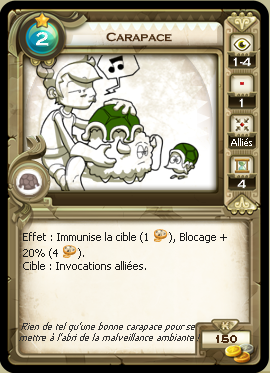 Carapace
2
1-4
1
Alliés
4
Effet : Immunise la cible (1 ), Blocage +
20% (4 ).
Cible : Invocations alliées.
Rien de tel qu'une bonne carapace pour se
mettre à l'abri de la malveillance ambiante !
150